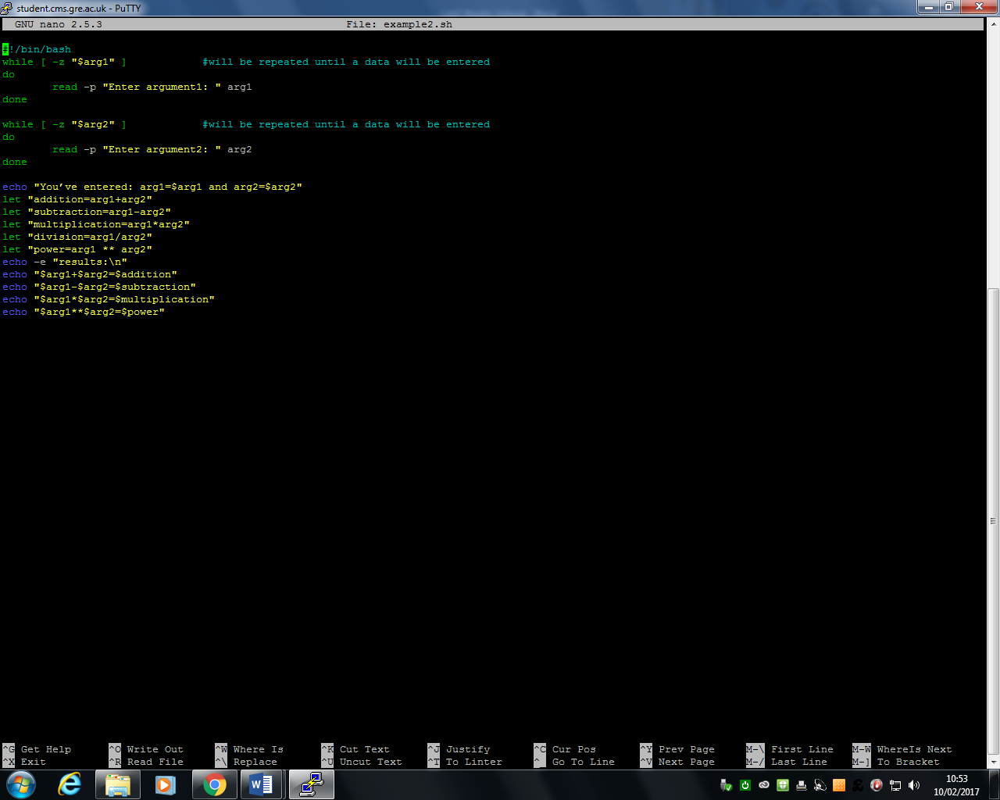 student.cms.gre.ac.uk - PuTTY
GNU nano 2.5.3 File: example2.sh
#!/bin/bash
while [ -z "$arg1" ] #will be repeated until a data will be entered
do
read -p "Enter argument1: " arg1
done
while [ -z "$arg2" ] #will be repeated until a data will be entered
do
read -p "Enter argument2: " arg2
done
echo "You’ve entered: arg1=$arg1 and arg2=$arg2"
let "addition=arg1+arg2"
let "subtraction=arg1-arg2"
let "multiplication=arg1*arg2"
let "division=arg1/arg2"
let "power=arg1 ** arg2"
echo -e "results:\n"
echo "$arg1+$arg2=$addition"
echo "$arg1-$arg2=$subtraction"
echo "$arg1*$arg2=$multiplication"
echo "$arg1**$arg2=$power"
^G Get Help ^O Write Out ^W Where Is ^K Cut Text ^J Justify ^C Cur Pos ^Y Prev Page M-\ First Line M-W WhereIs Next
^X Exit ^R Read File ^\ Replace ^U Uncut Text ^T To Linter ^_ Go To Line ^V Next Page M-/ Last Line M-] To Bracket
10:53
10/02/2017